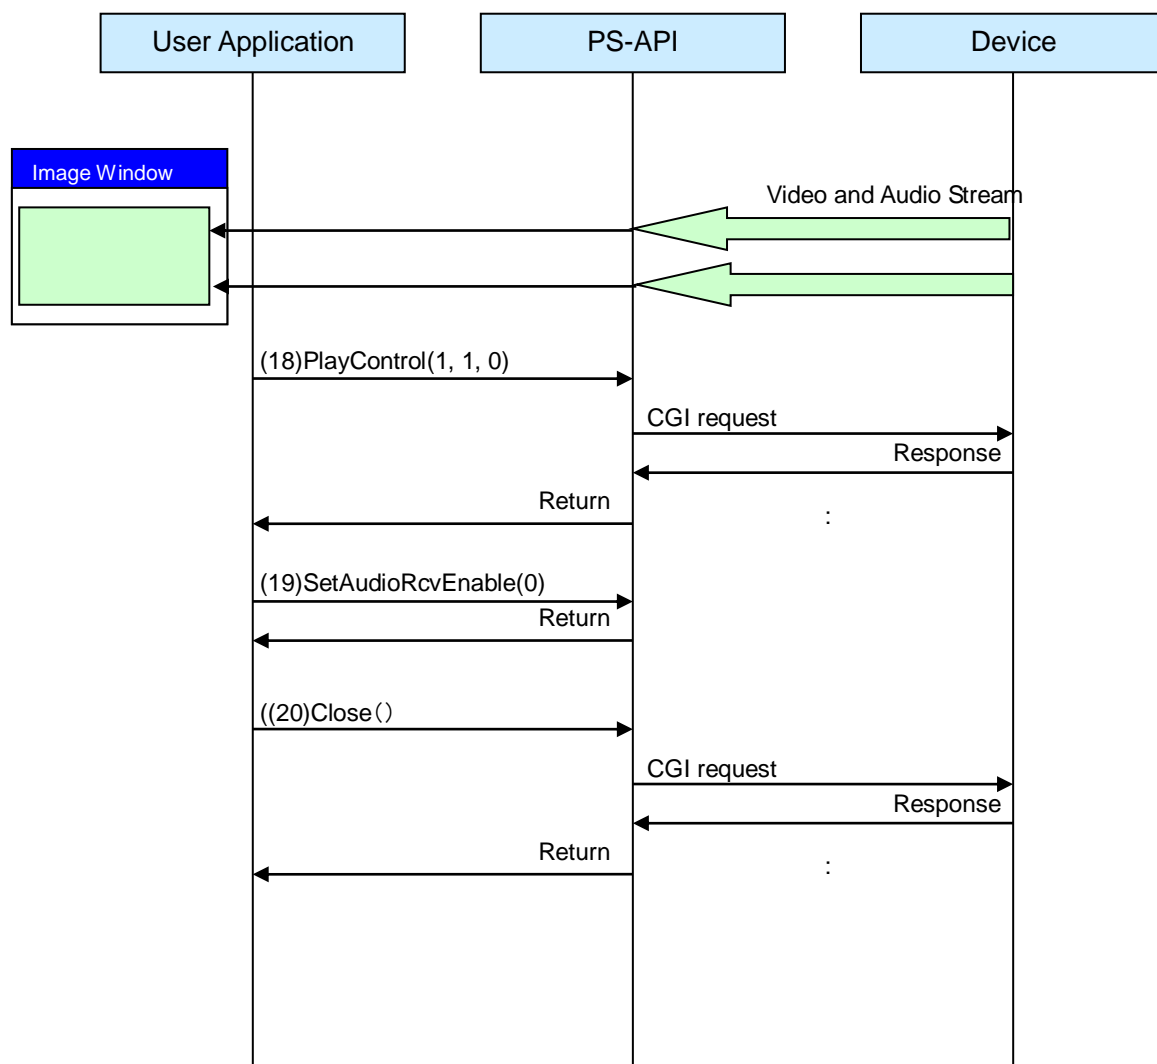 User Application
PS-API
Device
Image Window
Video and Audio Stream
(18)PlayControl(1, 1, 0)
CGI request
Response
Return
:
(19)SetAudioRcvEnable(0)
Return
((20)Close（）
CGI request
Response
Return
: